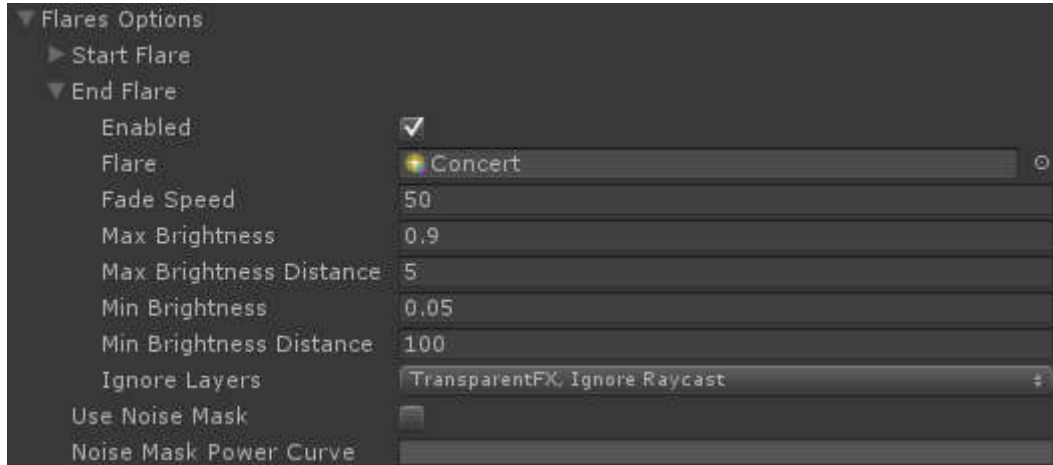 Flares Options
Start Flare
End Flare
Enabled
Flare Concert
Fade Speed 50
Max Brightness 0.9
Max Brightness Distance 5
Min Brightness 0.05
Min Brightness Distance 100
Ignore Layers TransparentFX, Ignore Raycast
Use Noise Mask
Noise Mask Power Curve